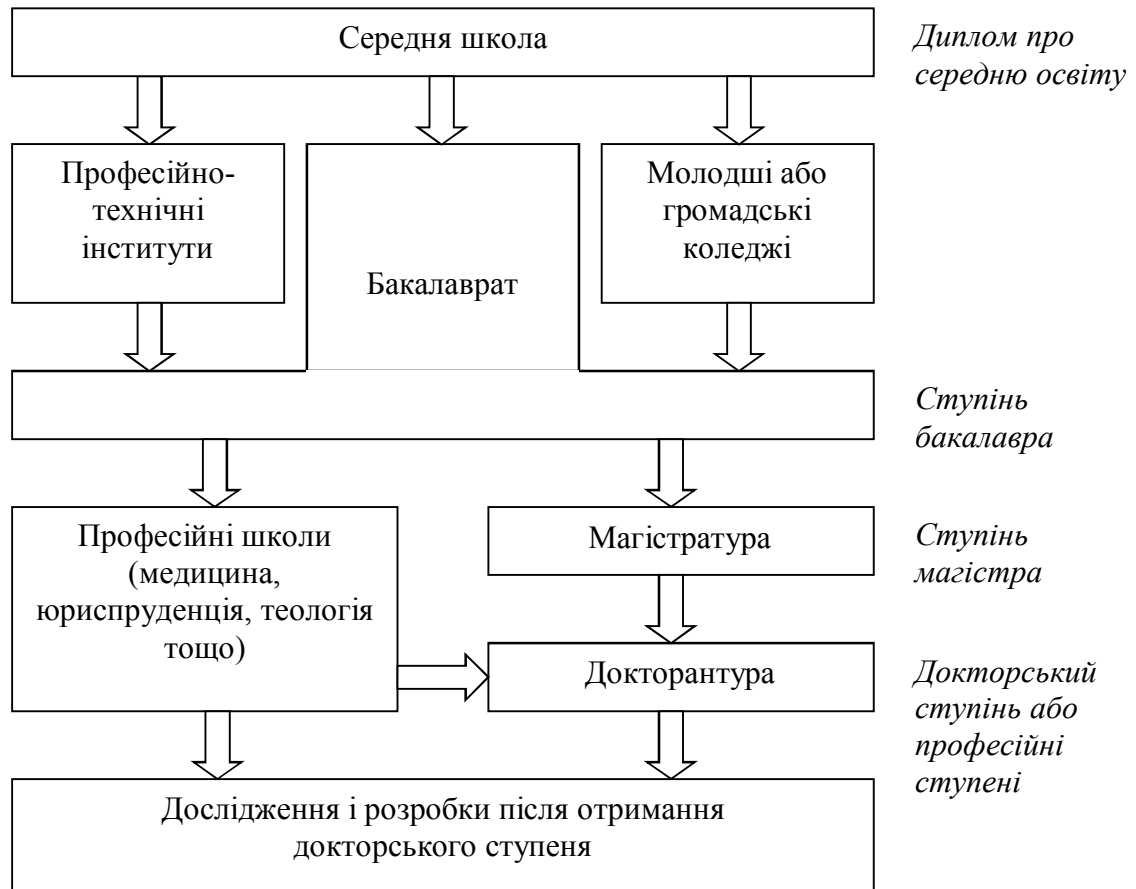 Середня школа
Диплом про
середню освіту
Професійно-
технічні
інститути
Бакалаврат
Молодші або
громадські
коледжі
Ступінь
бакалавра
Професійні школи
(медицина,
юриспруденція, теологія
тощо)
Магістратура
Ступінь
магістра
Докторантура
Докторський
ступінь або
професійні
ступені
Дослідження і розробки після отримання
докторського ступеня